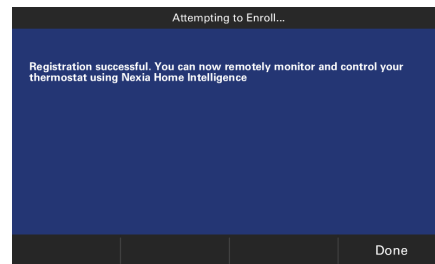 Attempting to Enroll...
Registration successful. You can now remotely monitor and control your
thermostat using Nexia Home Intelligence
Done